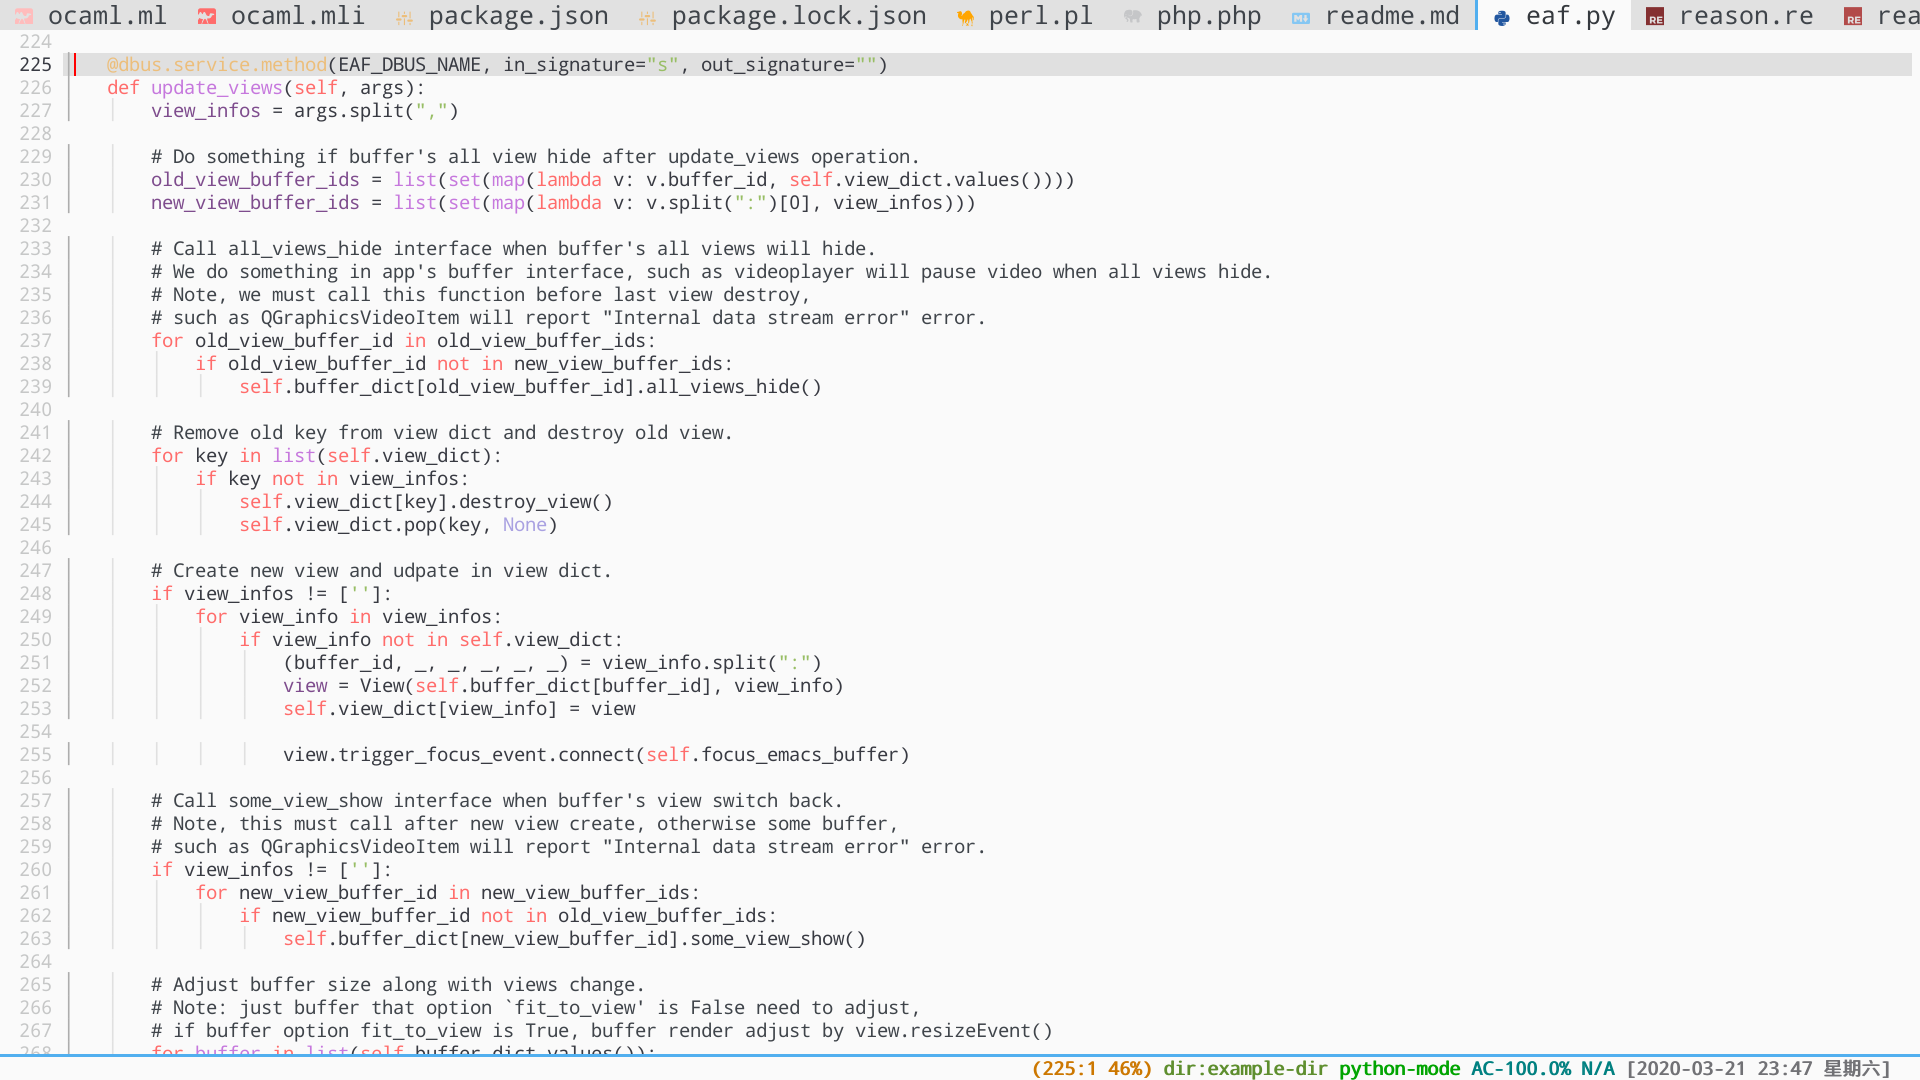 ocaml.ml ocaml.mli package.json package.lock.json perl.pl php.php readme.md eaf.py reason.re rea
224
225 @dbus.service.method(EAF_DBUS_NAME, in_signature="s", out_signature="")
226 def update_views(self, args):
227 view_infos = args.split(",")
228
229 # Do something if buffer's all view hide after update_views operation.
230 old_view_buffer_ids = list(set(map(lambda v: v.buffer_id, self.view_dict.values())))
231 new_view_buffer_ids = list(set(map(lambda v: v.split(":")[0], view_infos)))
232
233 # Call all_views_hide interface when buffer's all views will hide.
234 # We do something in app's buffer interface, such as videoplayer will pause video when all views hide.
235 # Note, we must call this function before last view destroy,
236 # such as QGraphicsVideoItem will report "Internal data stream error" error.
237 for old_view_buffer_id in old_view_buffer_ids:
238 if old_view_buffer_id not in new_view_buffer_ids:
239 self.buffer_dict[old_view_buffer_id].all_views_hide()
240
241 # Remove old key from view dict and destroy old view.
242 for key in list(self.view_dict):
243 if key not in view_infos:
244 self.view_dict[key].destroy_view()
245 self.view_dict.pop(key, None)
246
247 # Create new view and udpate in view dict.
248 if view_infos != ['']:
249 for view_info in view_infos:
250 if view_info not in self.view_dict:
251 (buffer_id, _, _, _, _, _) = view_info.split(":")
252 view = View(self.buffer_dict[buffer_id], view_info)
253 self.view_dict[view_info] = view
254
255 view.trigger_focus_event.connect(self.focus_emacs_buffer)
256
257 # Call some_view_show interface when buffer's view switch back.
258 # Note, this must call after new view create, otherwise some buffer,
259 # such as QGraphicsVideoItem will report "Internal data stream error" error.
260 if view_infos != ['']:
261 for new_view_buffer_id in new_view_buffer_ids:
262 if new_view_buffer_id not in old_view_buffer_ids:
263 self.buffer_dict[new_view_buffer_id].some_view_show()
264
265 # Adjust buffer size along with views change.
266 # Note: just buffer that option `fit_to_view' is False need to adjust,
267 # if buffer option fit_to_view is True, buffer render adjust by view.resizeEvent()
268 for buffer in list(self.buffer_dict.values()):
(225:1 46%) dir:example-dir python-mode AC-100.0% N/A [2020-03-21 23:47 星期六]